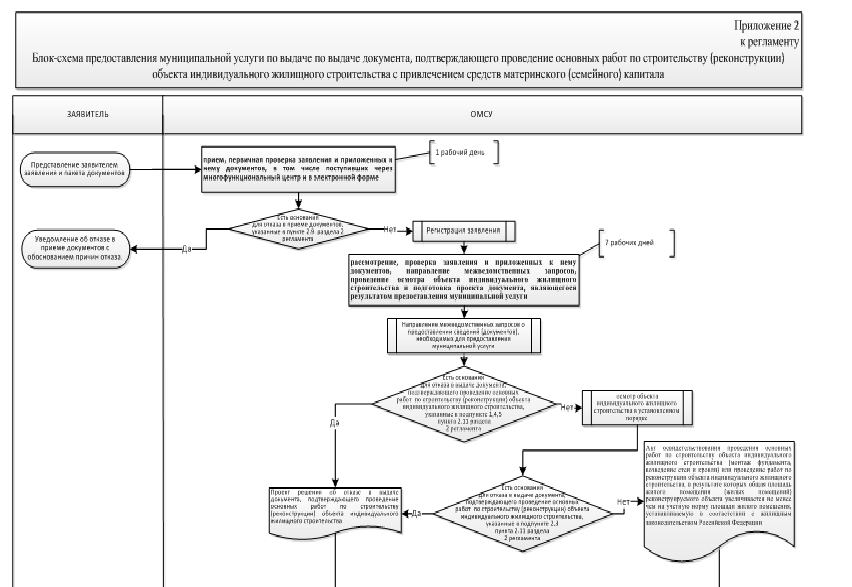 Приложение 2
к регламенту
Блок-схема предоставления муниципальной услуги по выдаче по выдаче документа, подтверждающего проведение основных работ по строительству (реконструкции)
объекта индивидуального жилищного строительства с привлечением средств материнского (семейного) капитала
ЗАЯВИТЕЛЬ
ОМСУ
Представление заявителем
заявления и пакета документов
прием, первичная проверка заявления и приложенных к
нему документов, в том числе поступивших через
многофункциональный центр и в электронной форме
1 рабочий день
Есть основания
для отказа в приеме документов,
указанные в пункте 2.9 раздела 2
регламента
Да
Нет
Уведомление об отказе в
приеме документов с
обоснованием причин отказа.
Регистрация заявления
7 рабочих дней
рассмотрение, проверка заявления и приложенных к нему
документов, направление межведомственных запросов,
проведение осмотра объекта индивидуального жилищного
строительства и подготовка проекта документа, являющегося
результатом предоставления муниципальной услуги
Направление межведомственных запросов о
предоставлении сведений (документов),
необходимых для предоставления
муниципальной услуги
Есть основания
для отказа в выдаче документа,
подтверждающего проведение основных
работ по строительству (реконструкции) объекта
индивидуального жилищного строительства,
указанные в подпункте 1,4,5
пункта 2.11 раздела
2 регламента
Да
Нет
осмотр объекта
индивидуального жилищного
строительства в установленном
порядке
Есть основания
для отказа в выдаче документа,
подтверждающего проведение основных
работ по строительству (реконструкции) объекта
индивидуального жилищного строительства,
указанные в подпункте 2,3
пункта 2.11 раздела
2 регламента
Да
Нет
Проект решения об отказе в выдаче
документа, подтверждающего проведение
основных работ по строительству
(реконструкции) объекта индивидуального
жилищного строительства
Акт освидетельствования проведения основных
работ по строительству объекта индивидуального
жилищного строительства (монтаж фундамента,
возведение стен и кровли) или проведение работ по
реконструкции объекта индивидуального жилищного
строительства, в результате которых общая площадь
жилого помещения (жилых помещений)
реконструируемого объекта увеличивается не менее
чем на учетную норму площади жилого помещения,
устанавливаемую в соответствии с жилищным
законодательством Российской Федерации